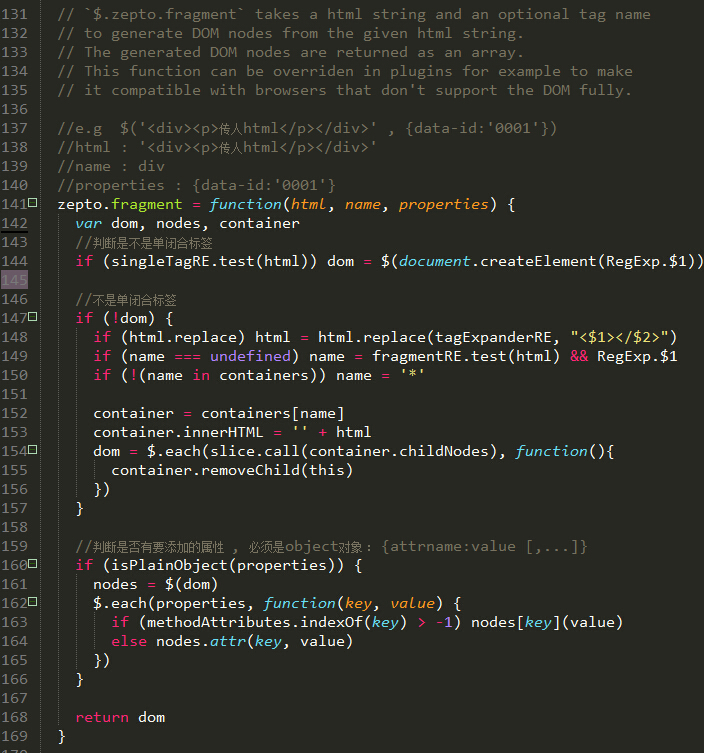 131 // `$.zepto.fragment` takes a html string and an optional tag name
132 // to generate DOM nodes from the given html string.
133 // The generated DOM nodes are returned as an array.
134 // This function can be overriden in plugins for example to make
135 // it compatible with browsers that don't support the DOM fully.
136
137 //e.g  $('<div><p>传人html</p></div>' , {data-id:'0001'})
138 //html : '<div><p>传人html</p></div>'
139 //name : div
140 //properties : {data-id:'0001'}
141 zepto.fragment = function(html, name, properties) {
142   var dom, nodes, container
143   //判断是不是单闭合标签
144   if (singleTagRE.test(html)) dom = $(document.createElement(RegExp.$1))
145
146   //不是单闭合标签
147   if (!dom) {
148     if (html.replace) html = html.replace(tagExpanderRE, "<$1></$2>")
149     if (name === undefined) name = fragmentRE.test(html) && RegExp.$1
150     if (!(name in containers)) name = '*'
151
152     container = containers[name]
153     container.innerHTML = '' + html
154     dom = $.each(slice.call(container.childNodes), function(){
155       container.removeChild(this)
156     })
157   }
158
159   //判断是否有要添加的属性 , 必须是object对象：{attrname:value [,...]}
160   if (isPlainObject(properties)) {
161     nodes = $(dom)
162     $.each(properties, function(key, value) {
163       if (methodAttributes.indexOf(key) > -1) nodes[key](value)
164       else nodes.attr(key, value)
165     })
166   }
167
168   return dom
169 }